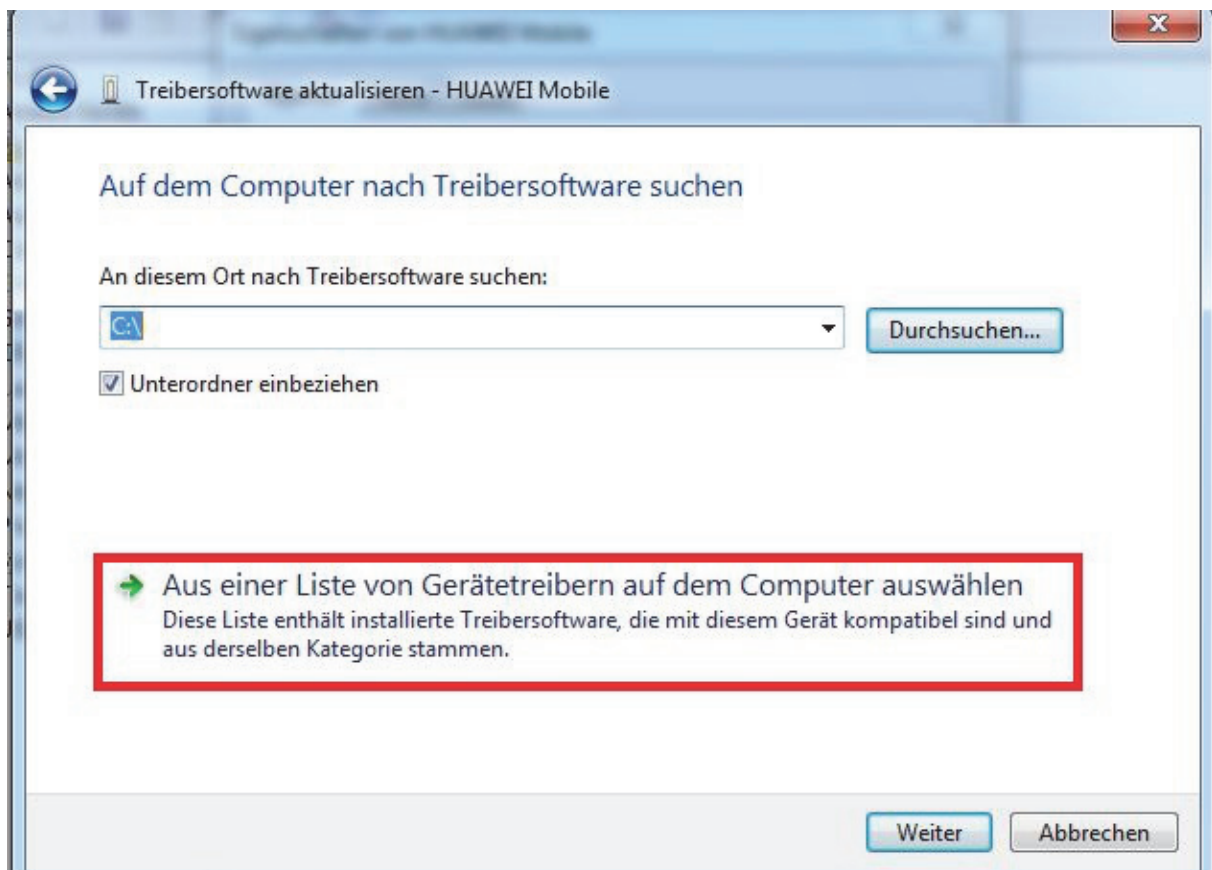 Treibersoftware aktualisieren - HUAWEI Mobile
Auf dem Computer nach Treibersoftware suchen
An diesem Ort nach Treibersoftware suchen:
C:\
Durchsuchen...
Unterordner einbeziehen
Aus einer Liste von Gerätetreibern auf dem Computer auswählen
Diese Liste enthält installierte Treibersoftware, die mit diesem Gerät kompatibel sind und
aus derselben Kategorie stammen.
Weiter
Abbrechen